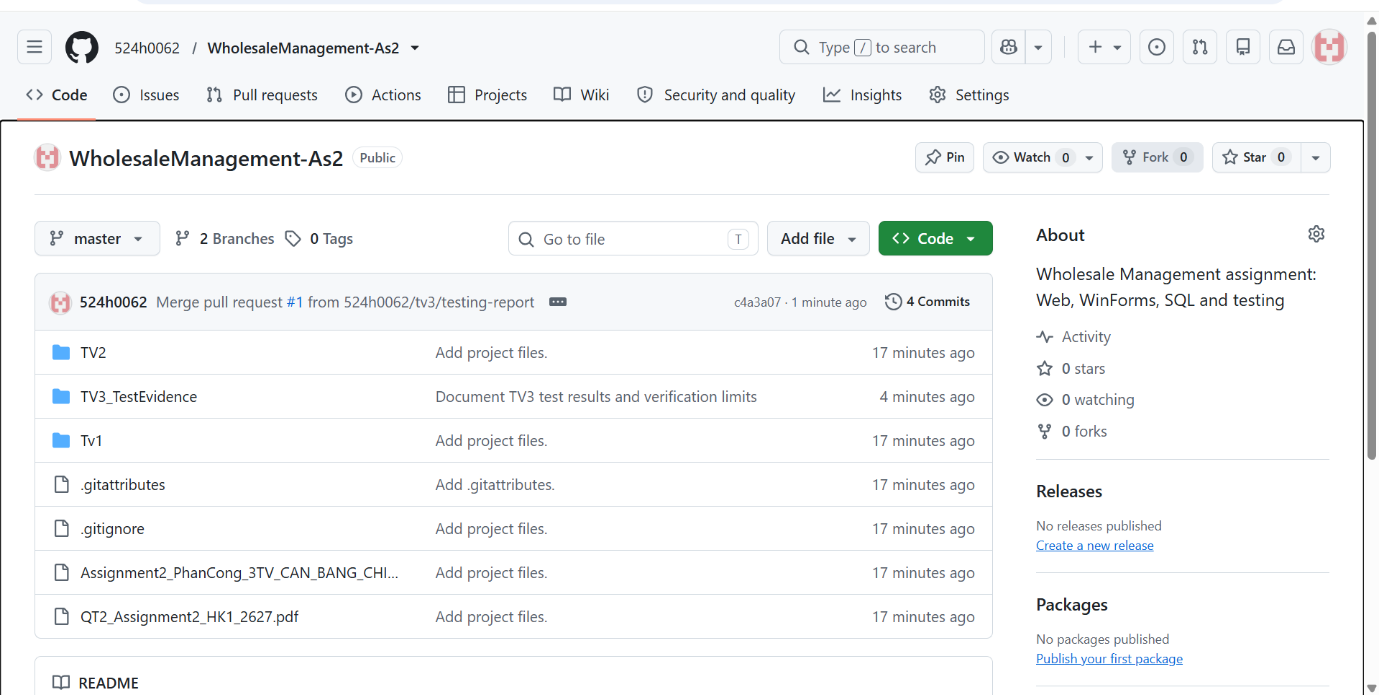 524h0062 / WholesaleManagement-As2
Type / to search
Code Issues Pull requests Actions Projects Wiki Security and quality Insights Settings
WholesaleManagement-As2 Public
Pin Watch 0 Fork 0 Star 0
master 2 Branches 0 Tags
Go to file T Add file Code
524h0062 Merge pull request #1 from 524h0062/tv3/testing-report c4a3a07 · 1 minute ago 4 Commits
TV2 Add project files. 17 minutes ago
TV3_TestEvidence Document TV3 test results and verification limits 4 minutes ago
Tv1 Add project files. 17 minutes ago
.gitattributes Add .gitattributes. 17 minutes ago
.gitignore Add project files. 17 minutes ago
Assignment2_PhanCong_3TV_CAN_BANG_CHI... Add project files. 17 minutes ago
QT2_Assignment2_HK1_2627.pdf Add project files. 17 minutes ago
README
About
Wholesale Management assignment:
Web, WinForms, SQL and testing
Activity
0 stars
0 watching
0 forks
Releases
No releases published
Create a new release
Packages
No packages published
Publish your first package